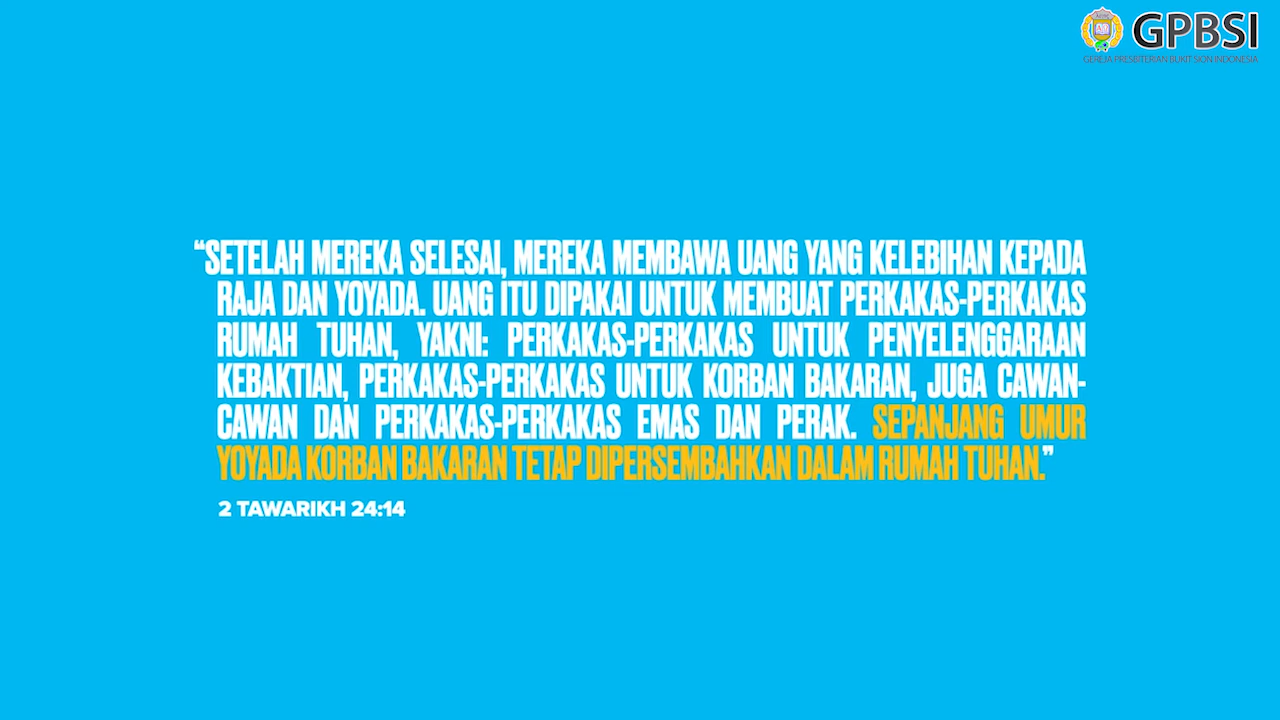 GPBSI
GEREJA PRESBITERIAN BUKIT SION INDONESIA
“SETELAH MEREKA SELESAI, MEREKA MEMBAWA UANG YANG KELEBIHAN KEPADA
RAJA DAN YOYADA. UANG ITU DIPAKAI UNTUK MEMBUAT PERKAKAS-PERKAKAS
RUMAH TUHAN, YAKNI: PERKAKAS-PERKAKAS UNTUK PENYELENGGARAAN
KEBAKTIAN, PERKAKAS-PERKAKAS UNTUK KORBAN BAKARAN, JUGA CAWAN-
CAWAN DAN PERKAKAS-PERKAKAS EMAS DAN PERAK. SEPANJANG UMUR
YOYADA KORBAN BAKARAN TETAP DIPERSEMBAHKAN DALAM RUMAH TUHAN.”
2 TAWARIKH 24:14